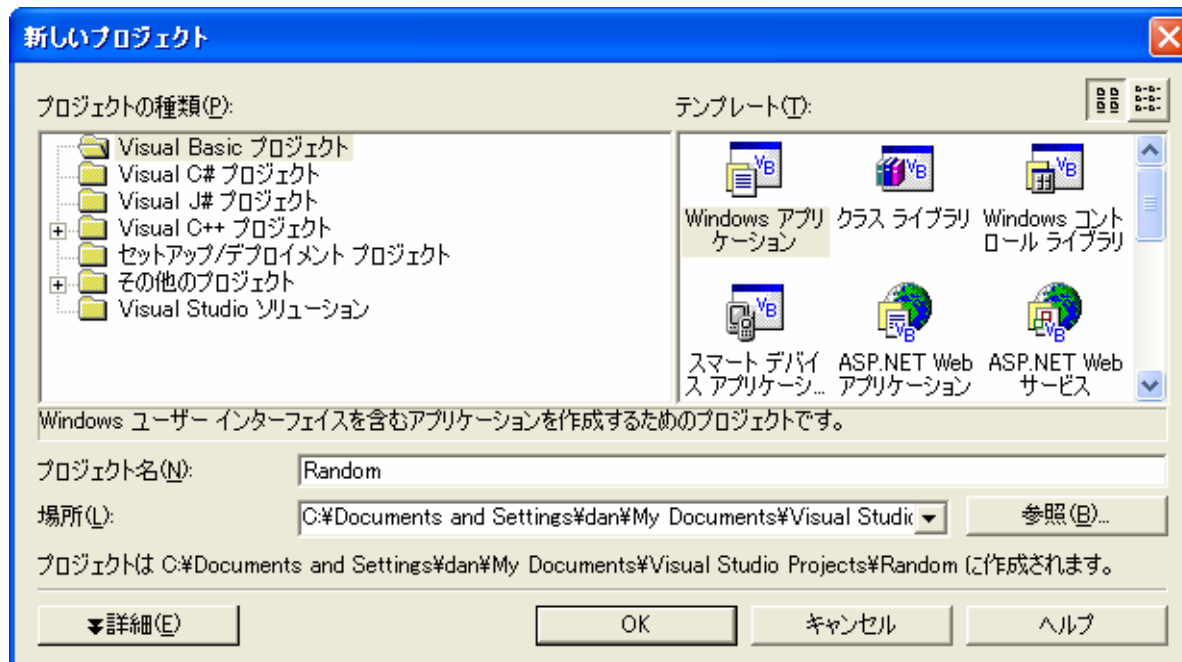 新しいプロジェクト
プロジェクトの種類(P):
テンプレート(T):
Visual Basic プロジェクト
Visual C# プロジェクト
Visual J# プロジェクト
Visual C++ プロジェクト
セットアップ/デプロイメント プロジェクト
その他のプロジェクト
Visual Studio ソリューション
Windows アプリ
ケーション
クラス ライブラリ
Windows コント
ロール ライブラリ
スマート デバイ
ス アプリケーシ...
ASP.NET Web
アプリケーション
ASP.NET Web
サービス
Windows ユーザー インターフェイスを含むアプリケーションを作成するためのプロジェクトです。
プロジェクト名(N):
Random
場所(L):
C:¥Documents and Settings¥dan¥My Documents¥Visual Studic
参照(B)...
プロジェクトは C:¥Documents and Settings¥dan¥My Documents¥Visual Studio Projects¥Random に作成されます。
詳細(E)
OK
キャンセル
ヘルプ